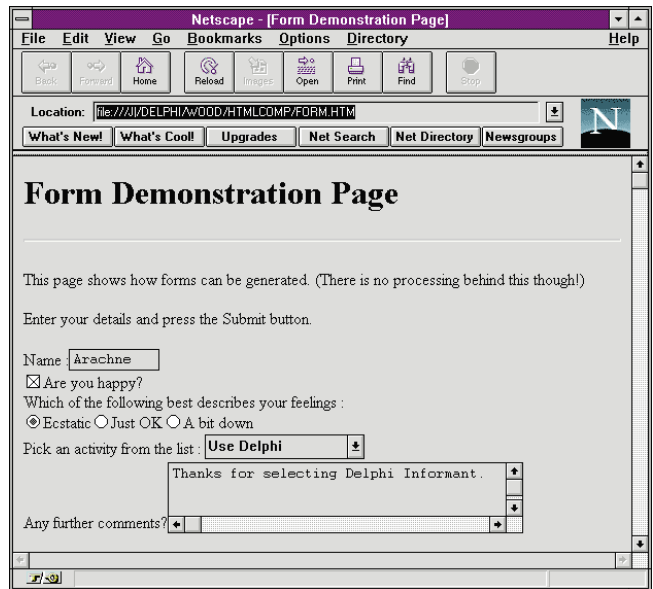 Netscape - [Form Demonstration Page]
File Edit View Go Bookmarks Options Directory Help
Back Forward Home Reload Images Open Print Find Stop
Location: file:///J|/DELPHI/WOOD/HTMLCOMP/FORM.HTM
What's New! What's Cool! Upgrades Net Search Net Directory Newsgroups
N
Form Demonstration Page
This page shows how forms can be generated. (There is no processing behind this though!)
Enter your details and press the Submit button.
Name : Arachne
Are you happy?
Which of the following best describes your feelings :
Ecstatic Just OK A bit down
Pick an activity from the list : Use Delphi
Thanks for selecting Delphi Informant.
Any further comments?